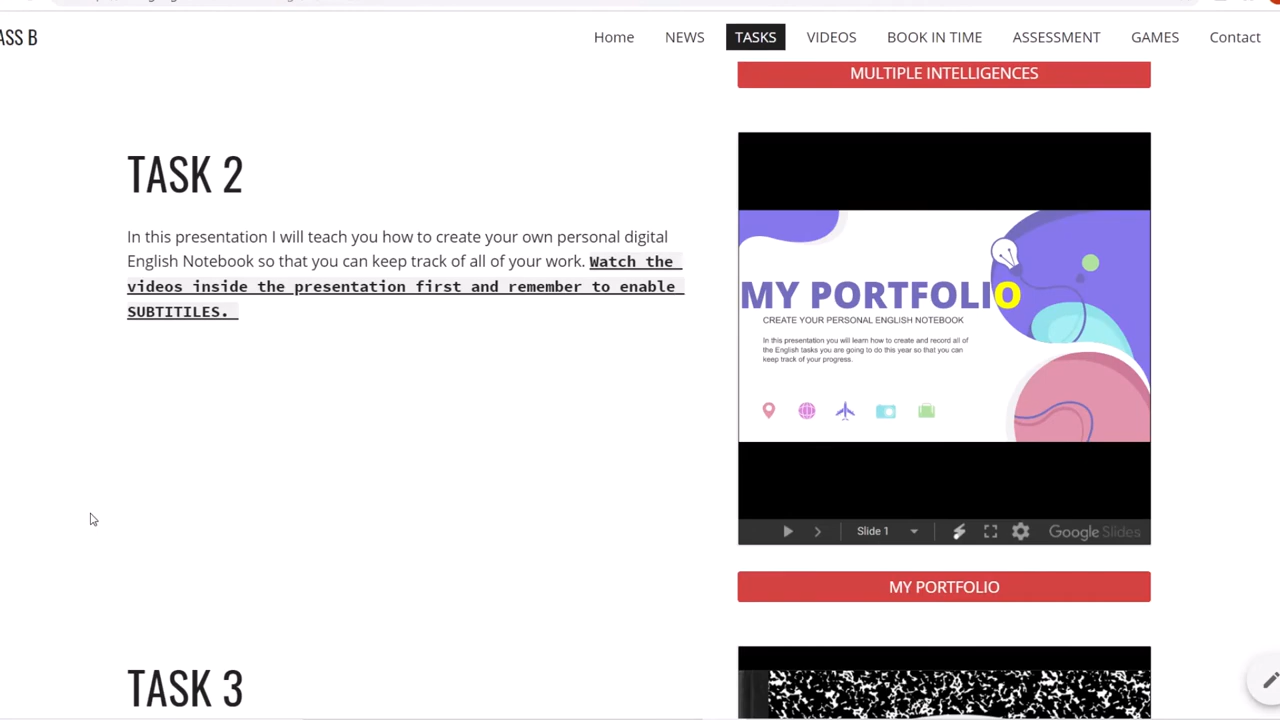 ASS B
Home
NEWS
TASKS
VIDEOS
BOOK IN TIME
ASSESSMENT
GAMES
Contact
MULTIPLE INTELLIGENCES
TASK 2
In this presentation I will teach you how to create your own personal digital
English Notebook so that you can keep track of all of your work. Watch the
videos inside the presentation first and remember to enable
SUBTITILES.
MY PORTFOLIO
CREATE YOUR PERSONAL ENGLISH NOTEBOOK
In this presentation you will learn how to create and record all of
the English tasks you are going to do this year so that you can
keep track of your progress.
Slide 1
Google Slides
MY PORTFOLIO
TASK 3